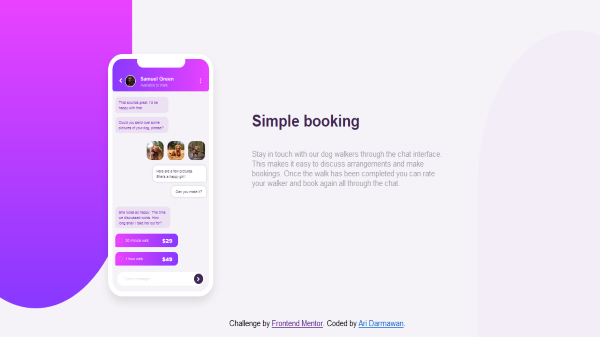 Samuel Green
Available to Walk
That sounds great. I'd be
happy with that.
Could you send over some
pictures of your dog, please?
Here are a few pictures.
She's a happy girl!
Can you make it?
She looks so happy! The time
we discussed works. How
long shall I take her out for?
30 minute walk $29
1 hour walk $49
Simple booking
Stay in touch with our dog walkers through the chat interface.
This makes it easy to discuss arrangements and make
bookings. Once the walk has been completed you can rate
your walker and book again all through the chat.
Challenge by Frontend Mentor. Coded by Ari Darmawan.